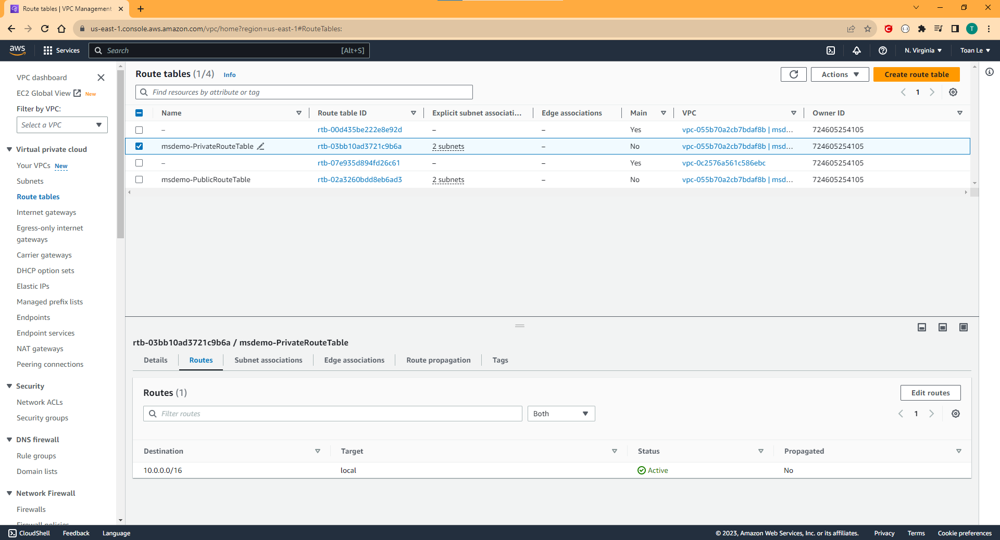 Route tables | VPC Management
us-east-1.console.aws.amazon.com/vpc/home?region=us-east-1#RouteTables:
T
aws
Services
Search
[Alt+S]
N. Virginia
Toan Le
VPC dashboard
EC2 Global View New
Filter by VPC:
Select a VPC
Virtual private cloud
Your VPCs New
Subnets
Route tables
Internet gateways
Egress-only internet
gateways
Carrier gateways
DHCP option sets
Elastic IPs
Managed prefix lists
Endpoints
Endpoint services
NAT gateways
Peering connections
Security
Network ACLs
Security groups
DNS firewall
Rule groups
Domain lists
Network Firewall
Firewalls
Firewall policies
Route tables (1/4) Info
Actions
Create route table
Find resources by attribute or tag
1
Name Route table ID Explicit subnet associati... Edge associations Main VPC Owner ID
– rtb-00d435be222e8e92d – – Yes vpc-055b70a2cb7bdaf8b | msd... 724605254105
msdemo-PrivateRouteTable rtb-03bb10ad3721c9b6a 2 subnets – No vpc-055b70a2cb7bdaf8b | msd... 724605254105
– rtb-07e935d894fd26c61 – – Yes vpc-0c2576a561c586ebc 724605254105
msdemo-PublicRouteTable rtb-02a3260bdd8eb6ad3 2 subnets – No vpc-055b70a2cb7bdaf8b | msd... 724605254105
rtb-03bb10ad3721c9b6a / msdemo-PrivateRouteTable
Details Routes Subnet associations Edge associations Route propagation Tags
Routes (1)
Edit routes
Filter routes
Both
1
Destination Target Status Propagated
10.0.0.0/16 local Active No
CloudShell Feedback Language
© 2023, Amazon Web Services, Inc. or its affiliates. Privacy Terms Cookie preferences